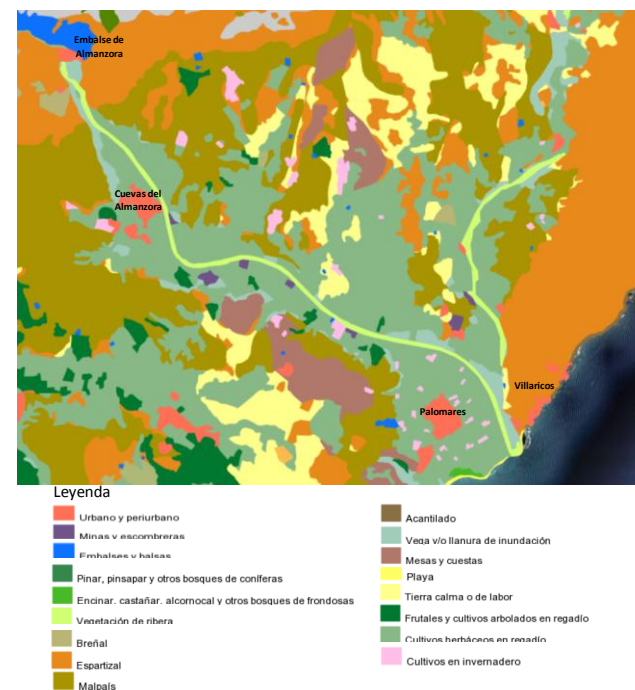 Embalse de
Almanzora
Cuevas del
Almanzora
Villaricos
Palomares
Leyenda
Urbano y periurbano
Minas y escombreras
Embalses y balsas
Pinar, pinsapar y otros bosques de coníferas
Encinar, castañar, alcornocal y otros bosques de frondosas
Vegetación de ribera
Breñal
Espartizal
Malpaís
Acantilado
Vega y/o llanura de inundación
Mesas y cuestas
Playa
Tierra calma o de labor
Frutales y cultivos arbolados en regadío
Cultivos herbáceos en regadío
Cultivos en invernadero